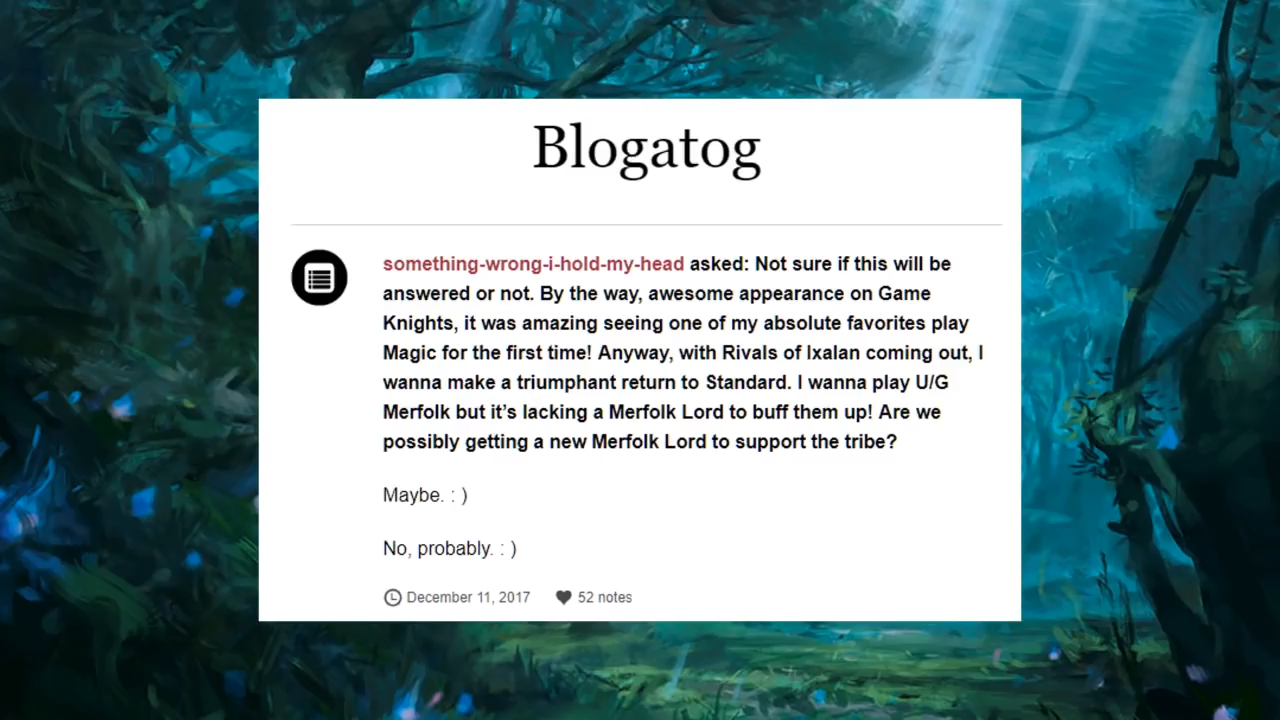 Blogatog
something-wrong-i-hold-my-head asked: Not sure if this will be
answered or not. By the way, awesome appearance on Game
Knights, it was amazing seeing one of my absolute favorites play
Magic for the first time! Anyway, with Rivals of Ixalan coming out, I
wanna make a triumphant return to Standard. I wanna play U/G
Merfolk but it’s lacking a Merfolk Lord to buff them up! Are we
possibly getting a new Merfolk Lord to support the tribe?
Maybe. : )
No, probably. : )
December 11, 2017 52 notes